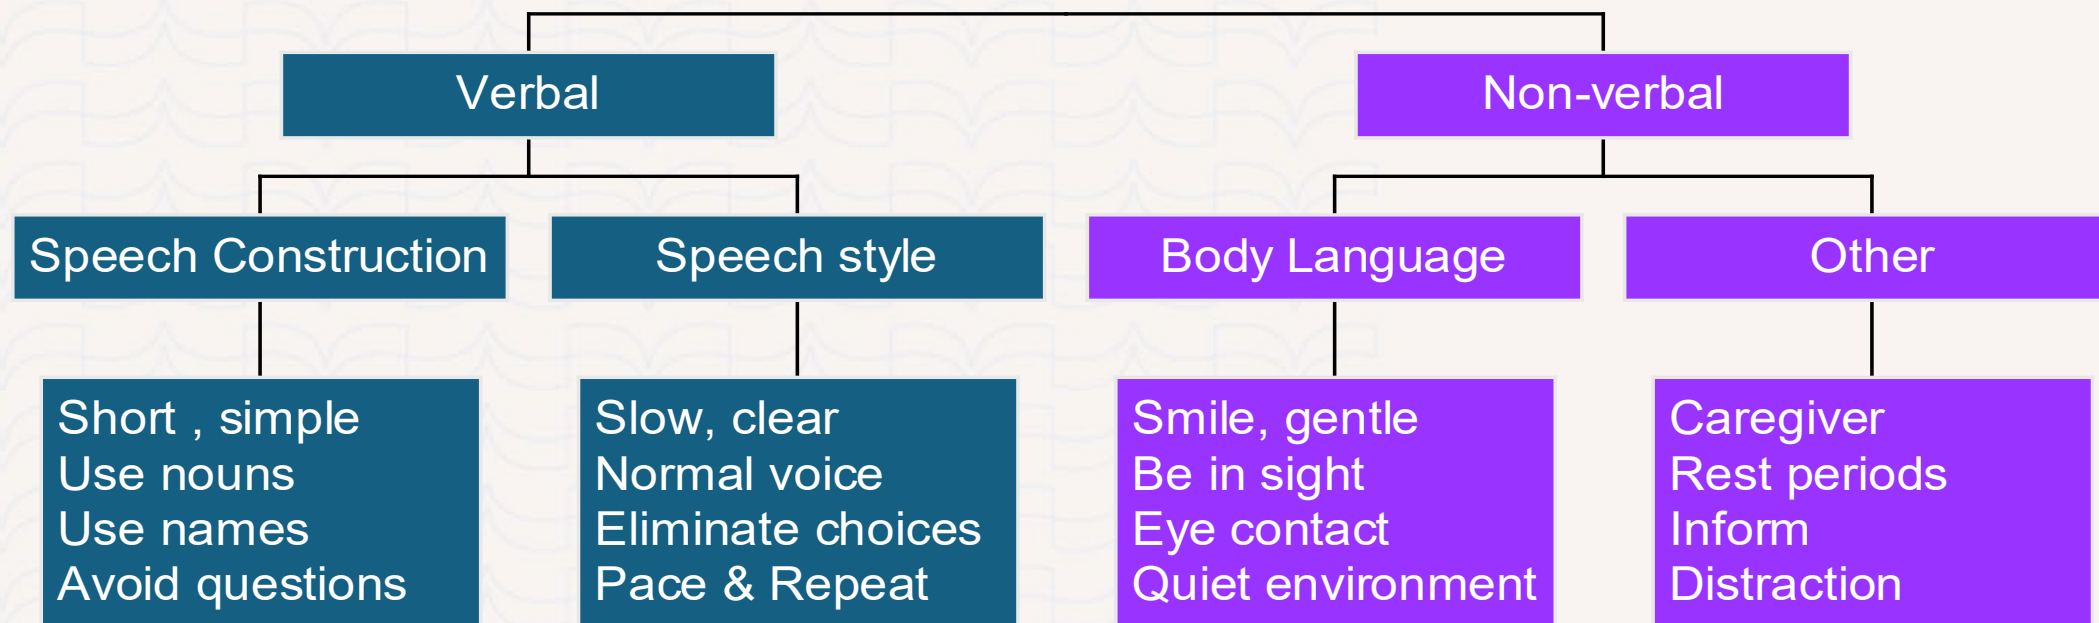 Verbal
Non-verbal
Speech Construction
Speech style
Body Language
Other
Short , simple
Use nouns
Use names
Avoid questions
Slow, clear
Normal voice
Eliminate choices
Pace & Repeat
Smile, gentle
Be in sight
Eye contact
Quiet environment
Caregiver
Rest periods
Inform
Distraction